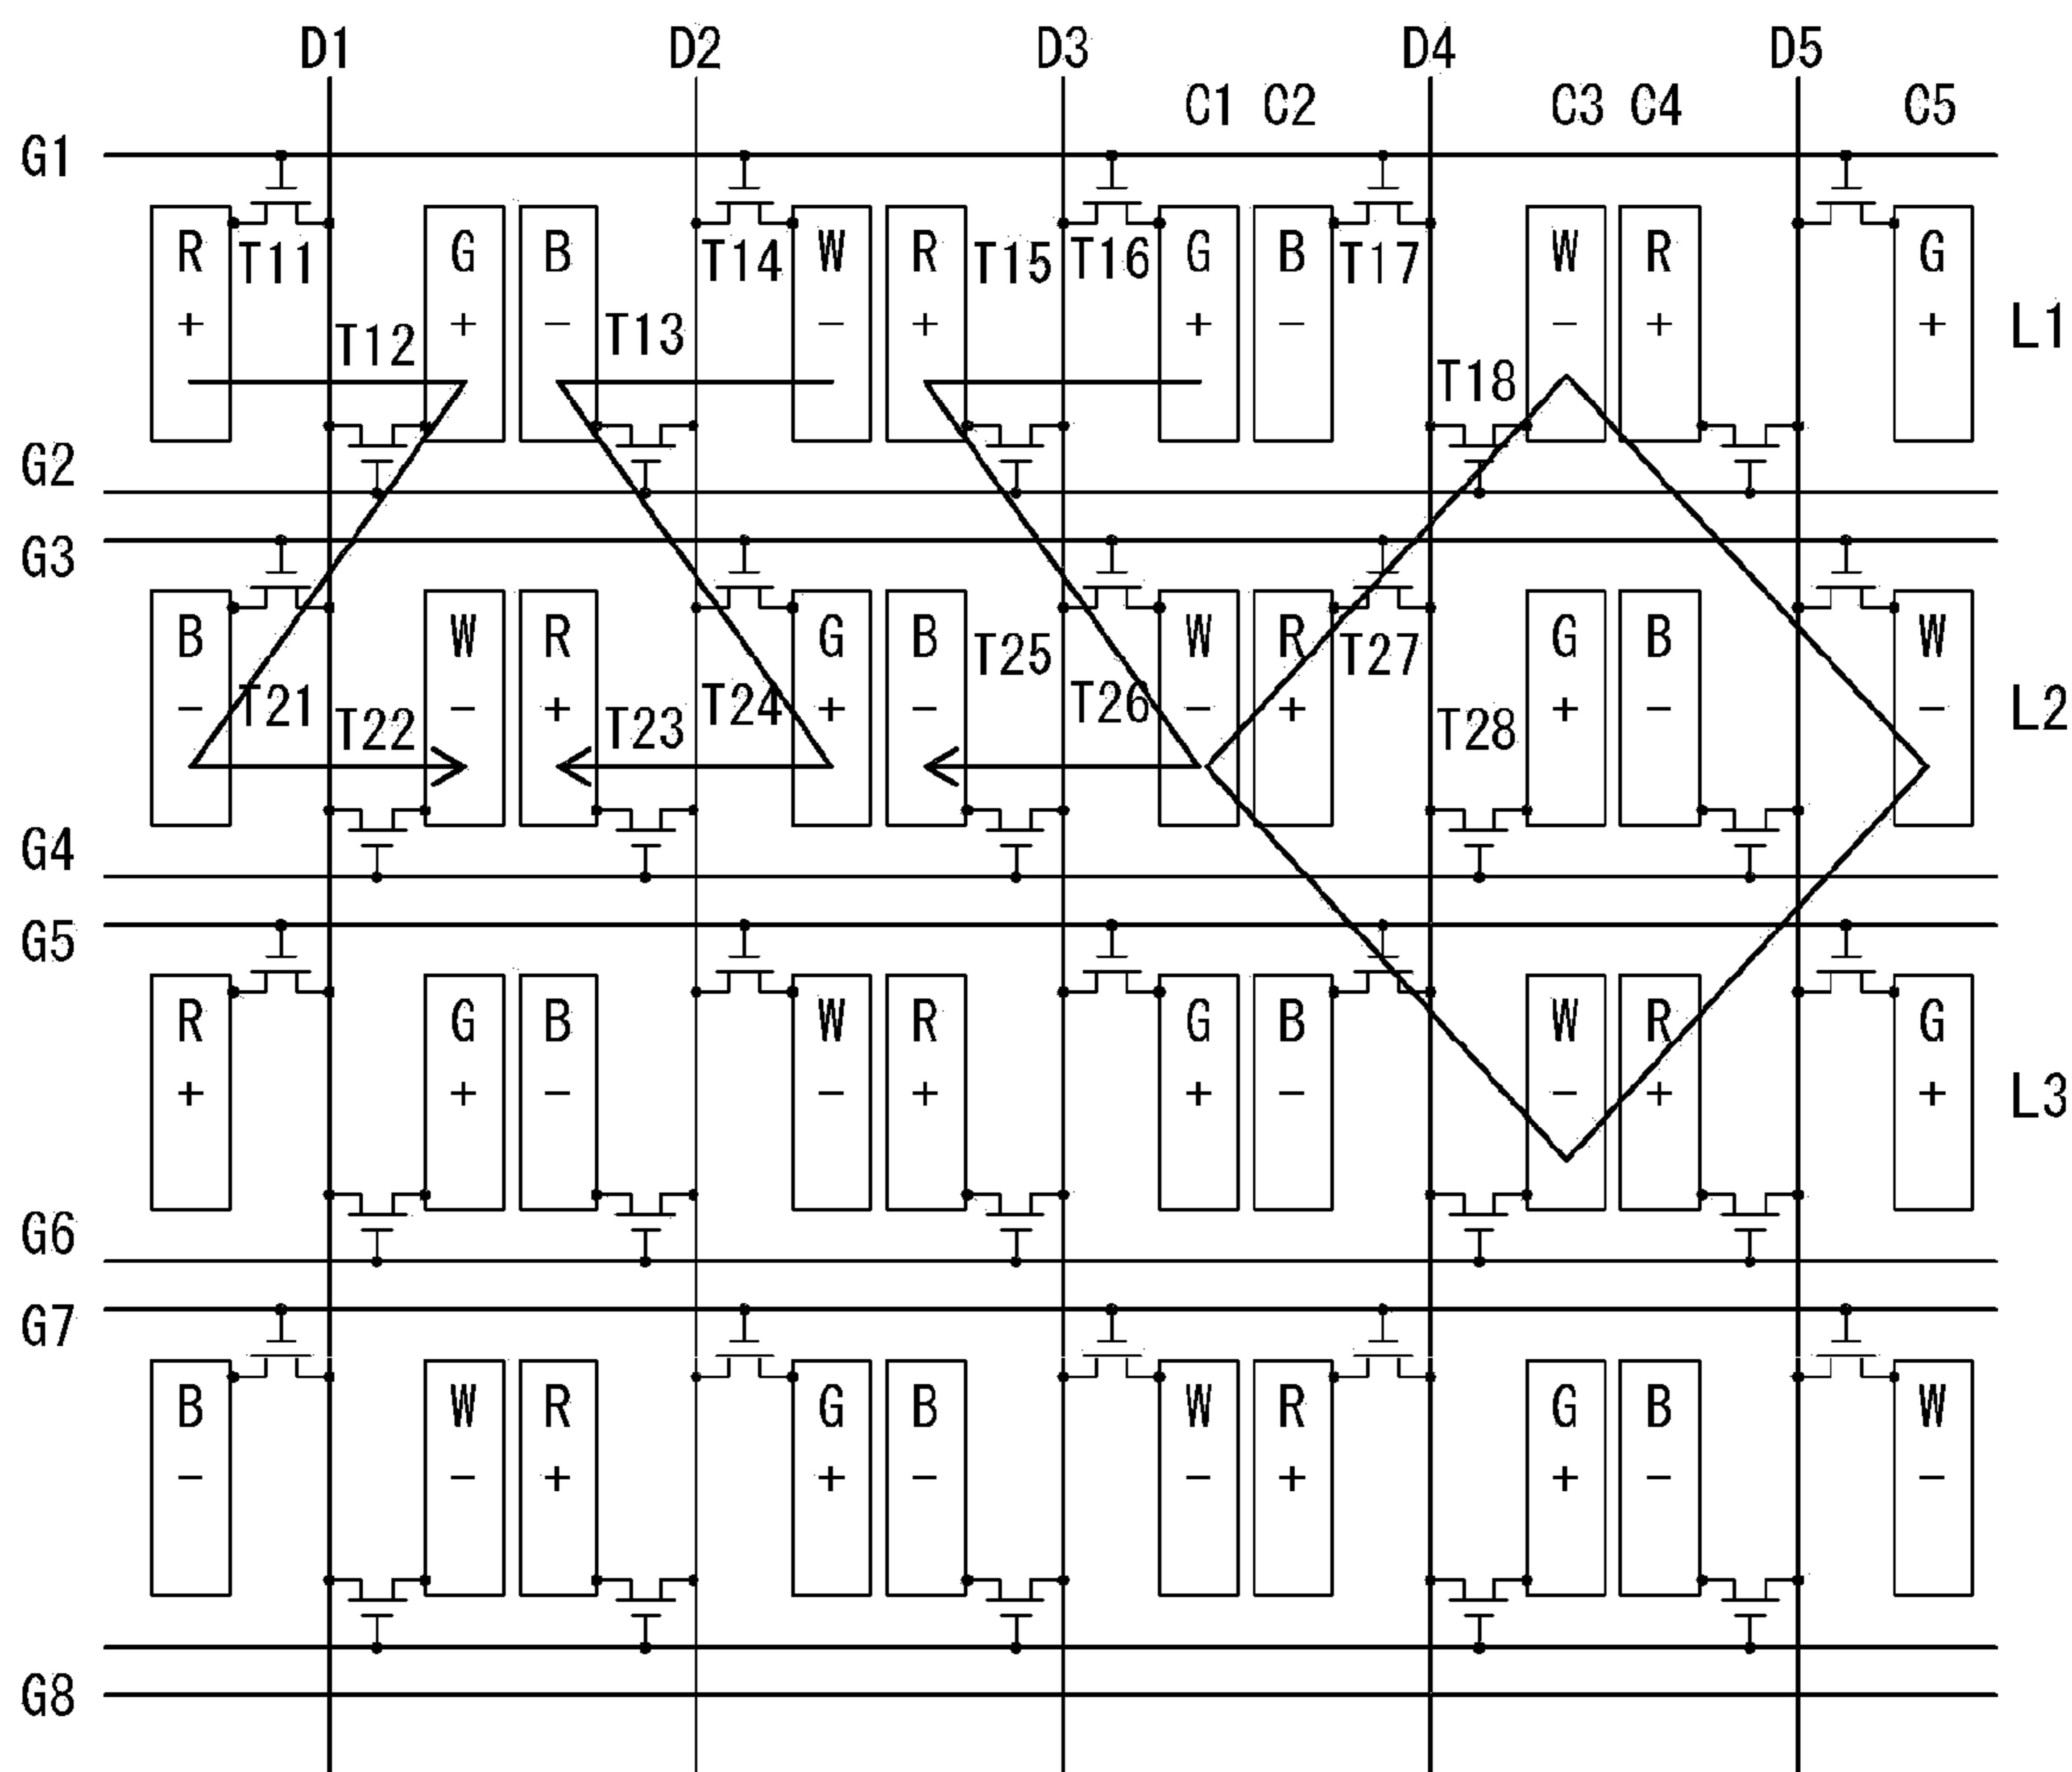 D1 D2 D3 D4 D5
C1 C2 C3 C4 C5
G1
R G B W R G B W R G
T11 T14 T15 T16 T17
+ + - - + + - - + +
L1
T12 T13 T18
G2
G3
B W R G B W R G B W
T25 T27
- - + + - - + + - -
L2
T21 T22 T23 T24 T26 T28
G4
G5
R G B W R G B W R G
+ + - - + + - - + +
L3
G6
G7
B W R G B W R G B W
- - + + - - + + - -
G8